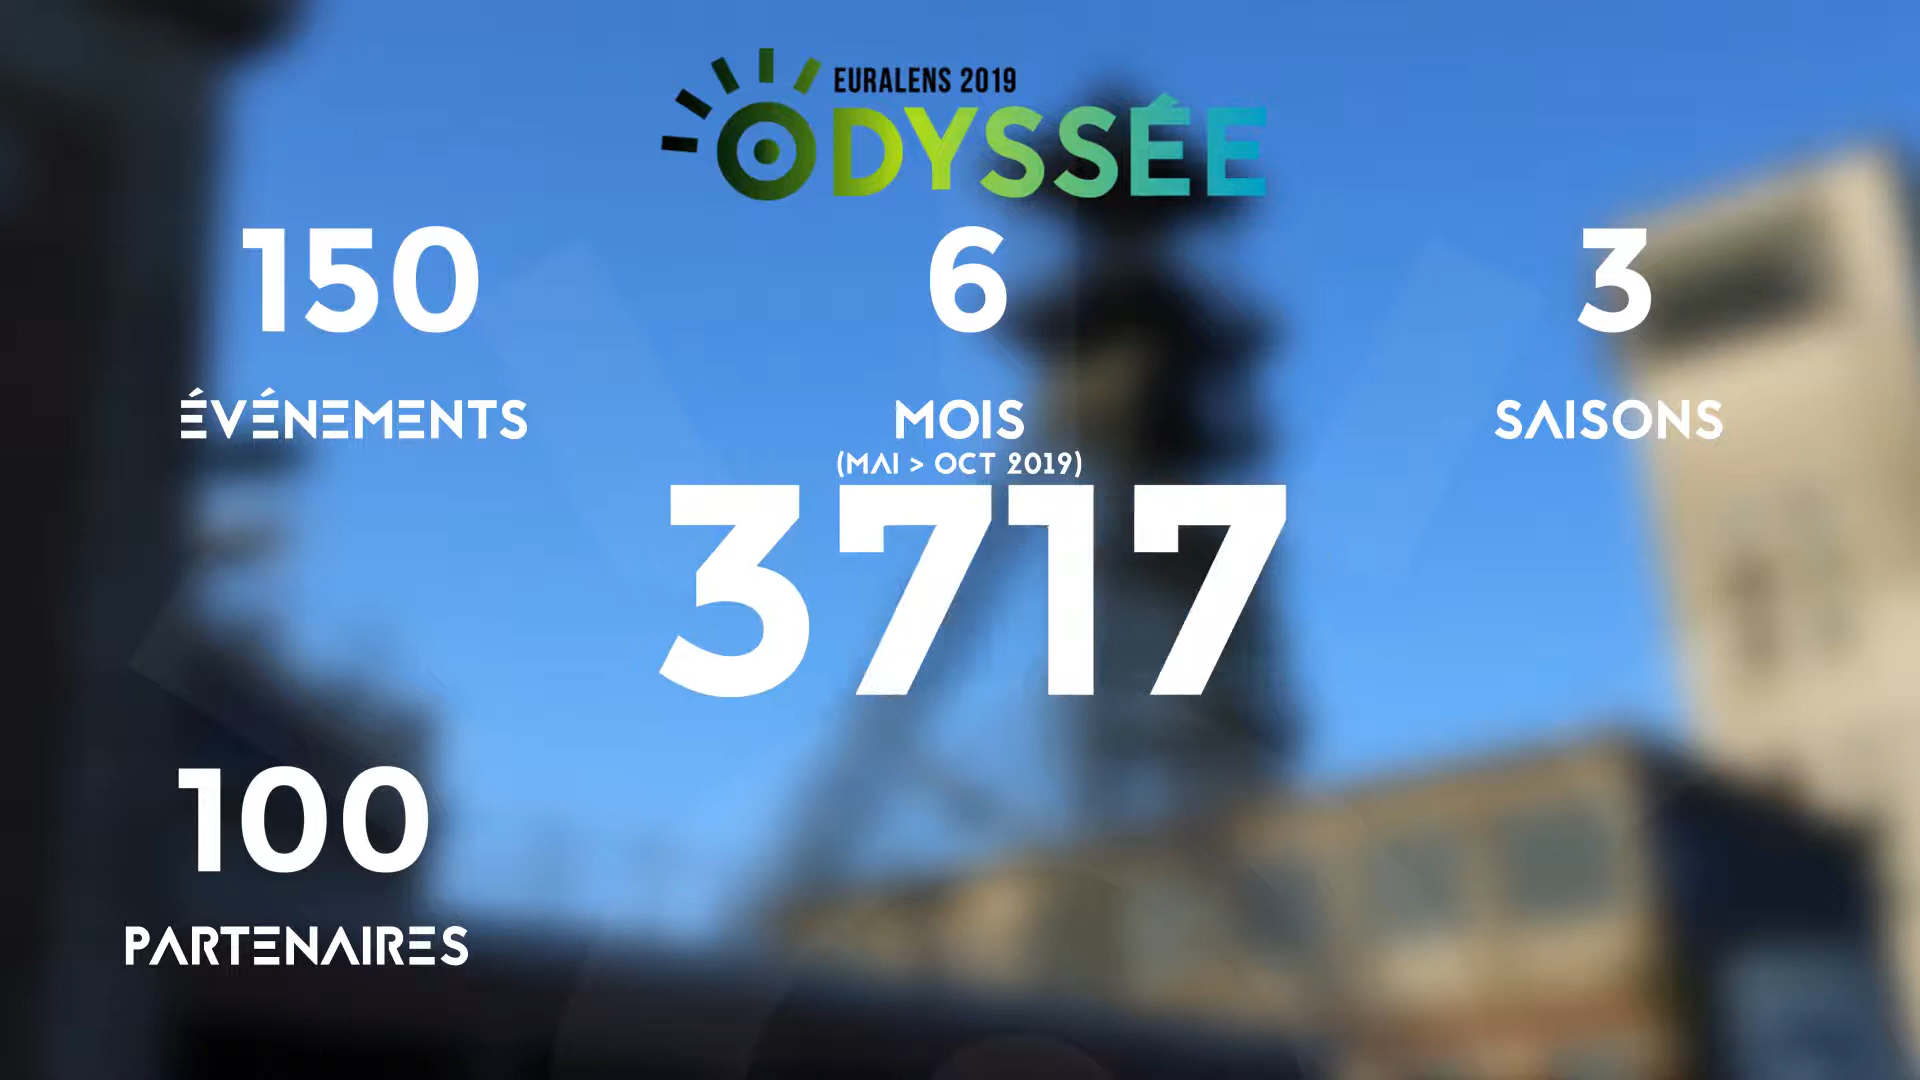 EURALENS 2019
ODYSSÉE
150
ÉVÉNEMENTS
6
MOIS
(MAI > OCT 2019)
3
SAISONS
3717
100
PARTENAIRES